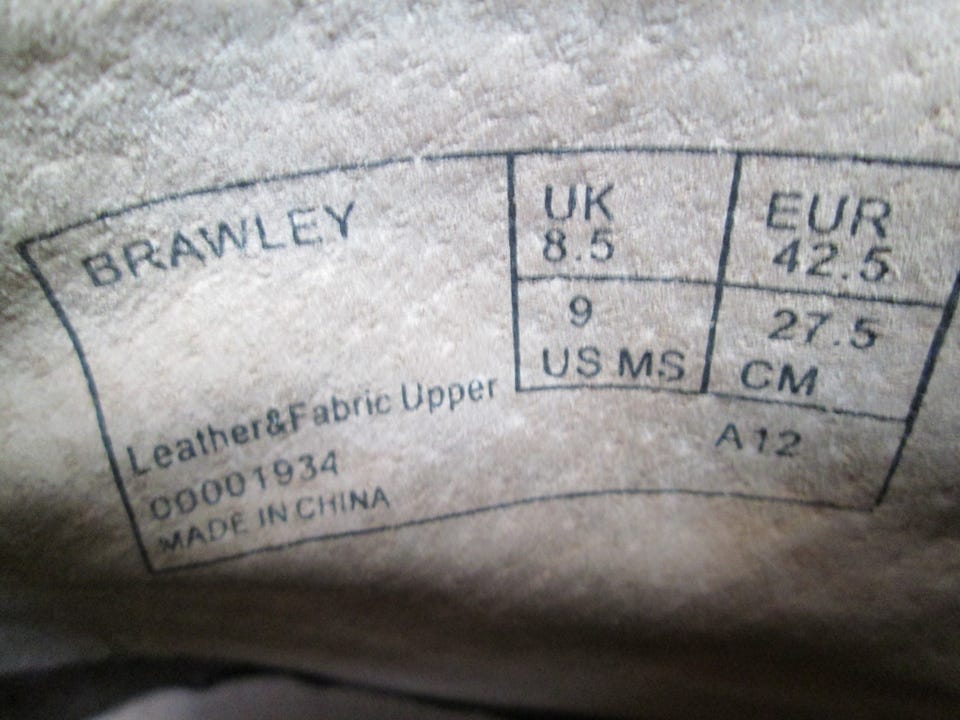 BRAWLEY
UK
8.5
EUR
42.5
9
US MS
27.5
CM
Leather&Fabric Upper
00001934
MADE IN CHINA
A12